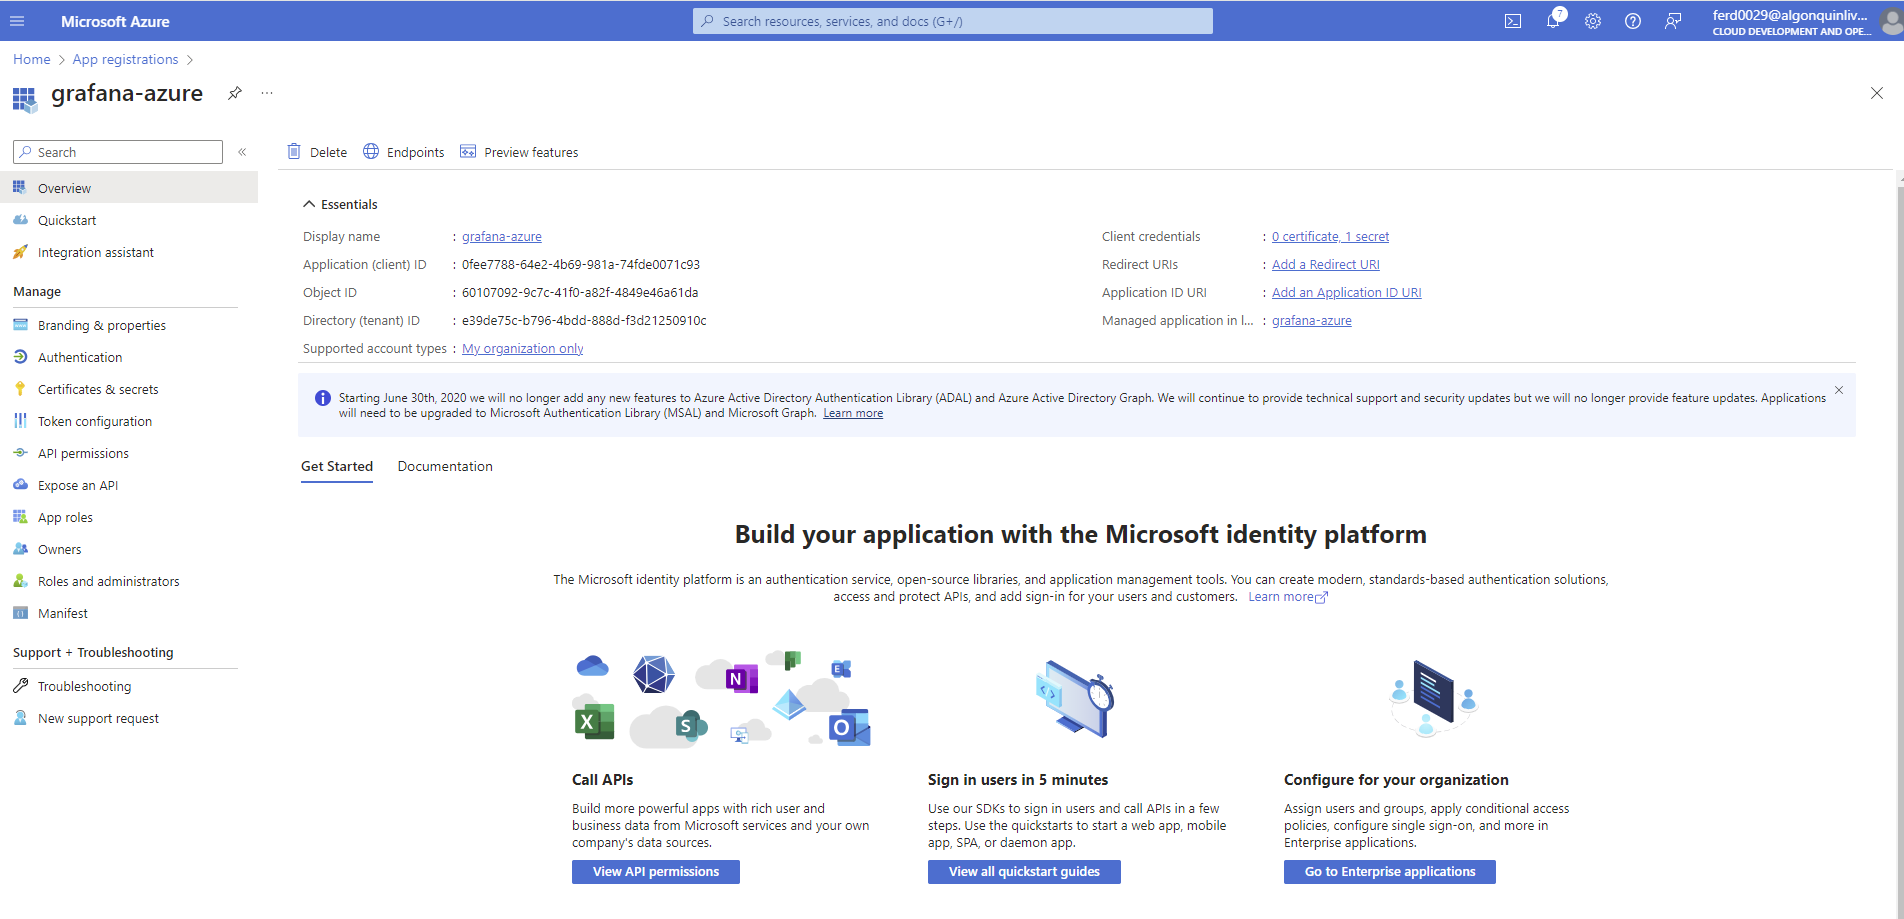 Microsoft Azure
Search resources, services, and docs (G+/)
7
ferd0029@algonquinliv...
CLOUD DEVELOPMENT AND OPE...
Home > App registrations >
grafana-azure
...
Search
«
Overview
Quickstart
Integration assistant
Manage
Branding & properties
Authentication
Certificates & secrets
Token configuration
API permissions
Expose an API
App roles
Owners
Roles and administrators
Manifest
Support + Troubleshooting
Troubleshooting
New support request
Delete Endpoints Preview features
Essentials
Display name : grafana-azure
Application (client) ID : 0fee7788-64e2-4b69-981a-74fde0071c93
Object ID : 60107092-9c7c-41f0-a82f-4849e46a61da
Directory (tenant) ID : e39de75c-b796-4bdd-888d-f3d21250910c
Supported account types : My organization only
Client credentials : 0 certificate, 1 secret
Redirect URIs : Add a Redirect URI
Application ID URI : Add an Application ID URI
Managed application in l... : grafana-azure
Starting June 30th, 2020 we will no longer add any new features to Azure Active Directory Authentication Library (ADAL) and Azure Active Directory Graph. We will continue to provide technical support and security updates but we will no longer provide feature updates. Applications
will need to be upgraded to Microsoft Authentication Library (MSAL) and Microsoft Graph. Learn more
Get Started Documentation
Build your application with the Microsoft identity platform
The Microsoft identity platform is an authentication service, open-source libraries, and application management tools. You can create modern, standards-based authentication solutions,
access and protect APIs, and add sign-in for your users and customers. Learn more
N
E
X
S
O
Call APIs
Build more powerful apps with rich user and
business data from Microsoft services and your own
company's data sources.
View API permissions
Sign in users in 5 minutes
Use our SDKs to sign in users and call APIs in a few
steps. Use the quickstarts to start a web app, mobile
app, SPA, or daemon app.
View all quickstart guides
Configure for your organization
Assign users and groups, apply conditional access
policies, configure single sign-on, and more in
Enterprise applications.
Go to Enterprise applications